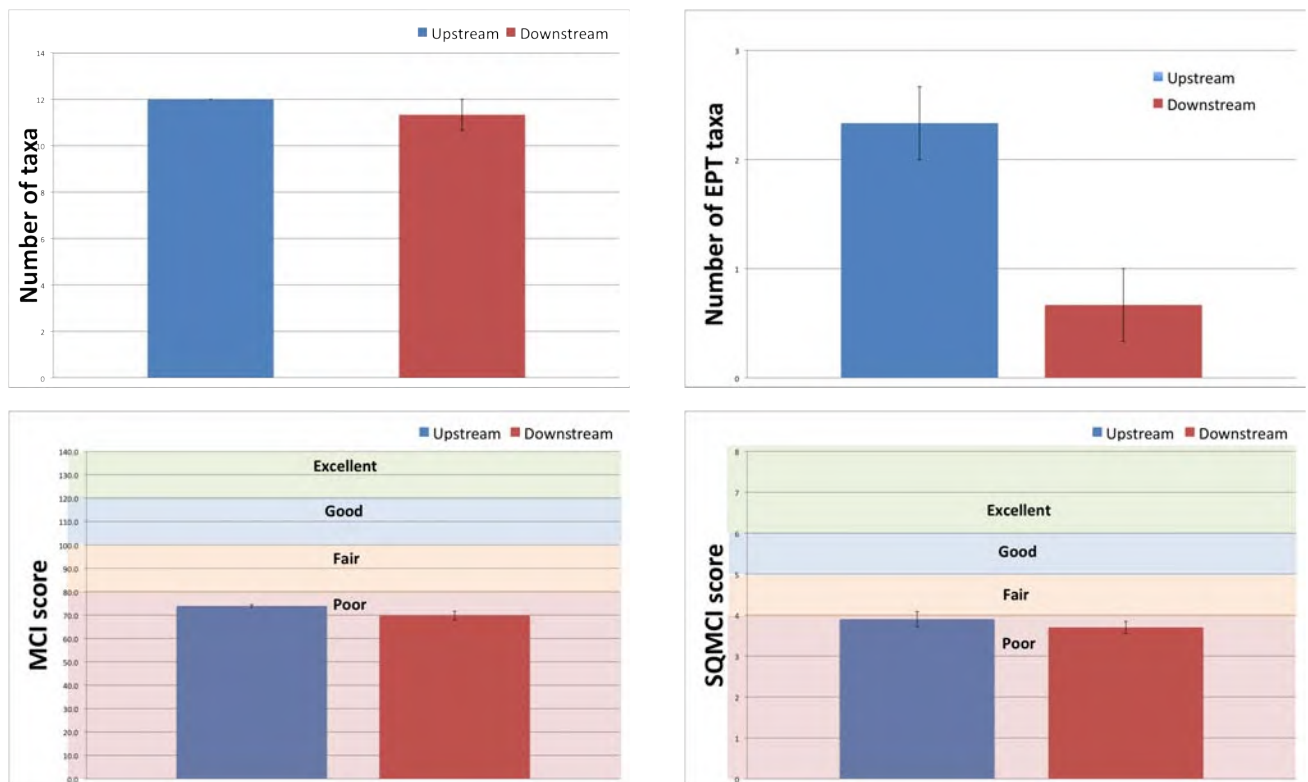 Upstream Downstream
14
12
10
8
6
4
2
0
Number of taxa
3
2
1
0
Number of EPT taxa
Upstream
Downstream
Upstream Downstream
140.0
130.0
120.0
110.0
100.0
90.0
80.0
70.0
60.0
50.0
40.0
30.0
20.0
10.0
0.0
MCI score
Excellent
Good
Fair
Poor
Upstream Downstream
8
7
6
5
4
3
2
1
0
SQMCI score
Excellent
Good
Fair
Poor